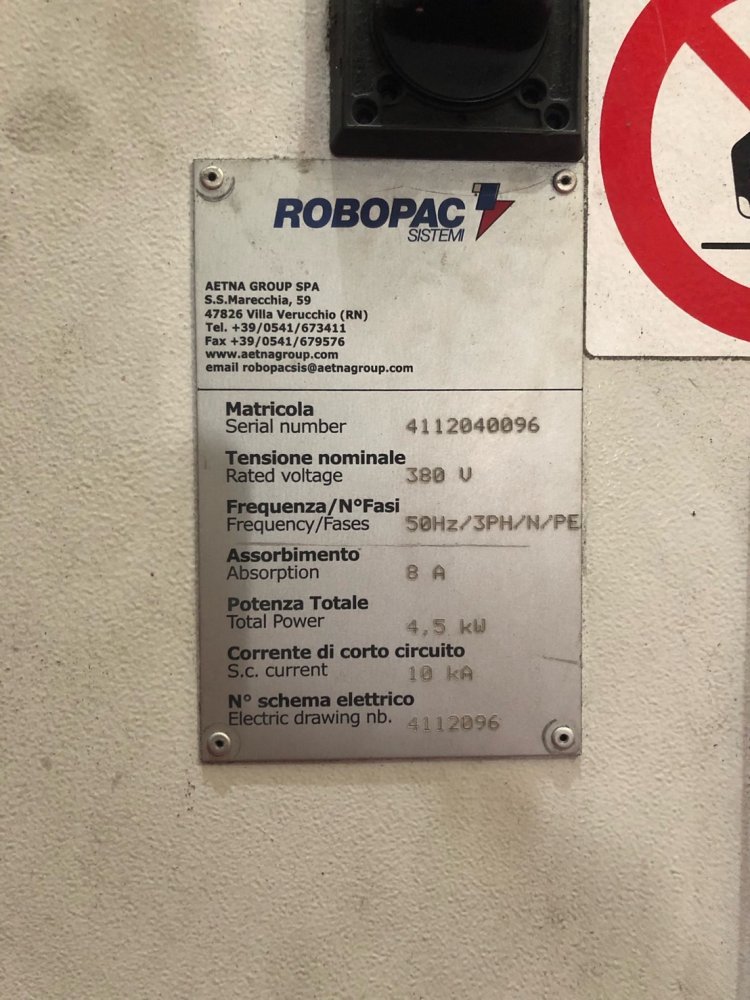 ROBOPAC
SISTEMI
AETNA GROUP SPA
S.S.Marecchia, 59
47826 Villa Verucchio (RN)
Tel. +39/0541/673411
Fax +39/0541/679576
www.aetnagroup.com
email robopacsis@aetnagroup.com
Matricola
Serial number 4112040096
Tensione nominale
Rated voltage 380 V
Frequenza/N°Fasi
Frequency/Fases 50Hz/3PH/N/PE
Assorbimento
Absorption 8 A
Potenza Totale
Total Power 4,5 kW
Corrente di corto circuito
S.c. current 10 kA
N° schema elettrico
Electric drawing nb. 4112096